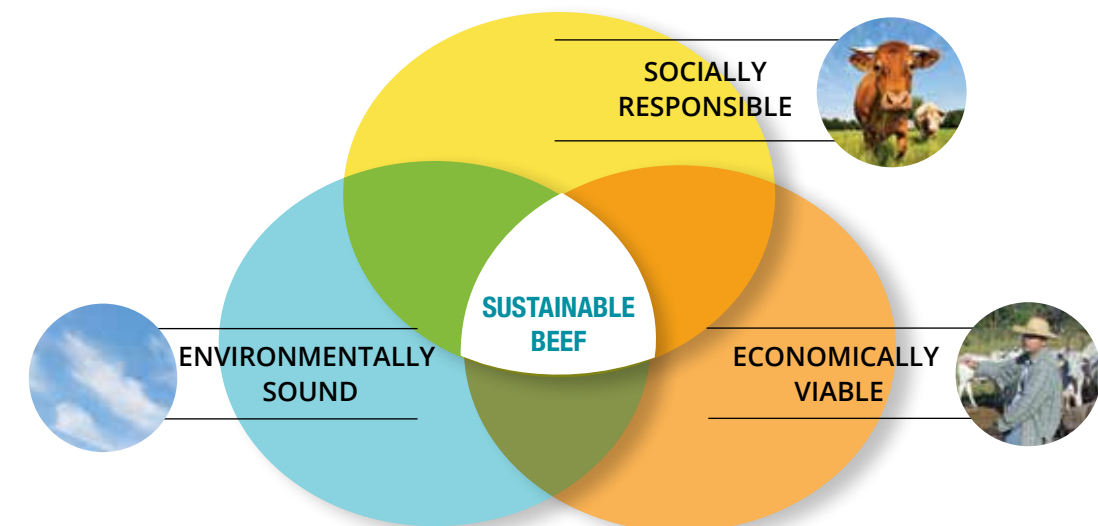 SOCIALLY
RESPONSIBLE
SUSTAINABLE
BEEF
ENVIRONMENTALLY
SOUND
ECONOMICALLY
VIABLE